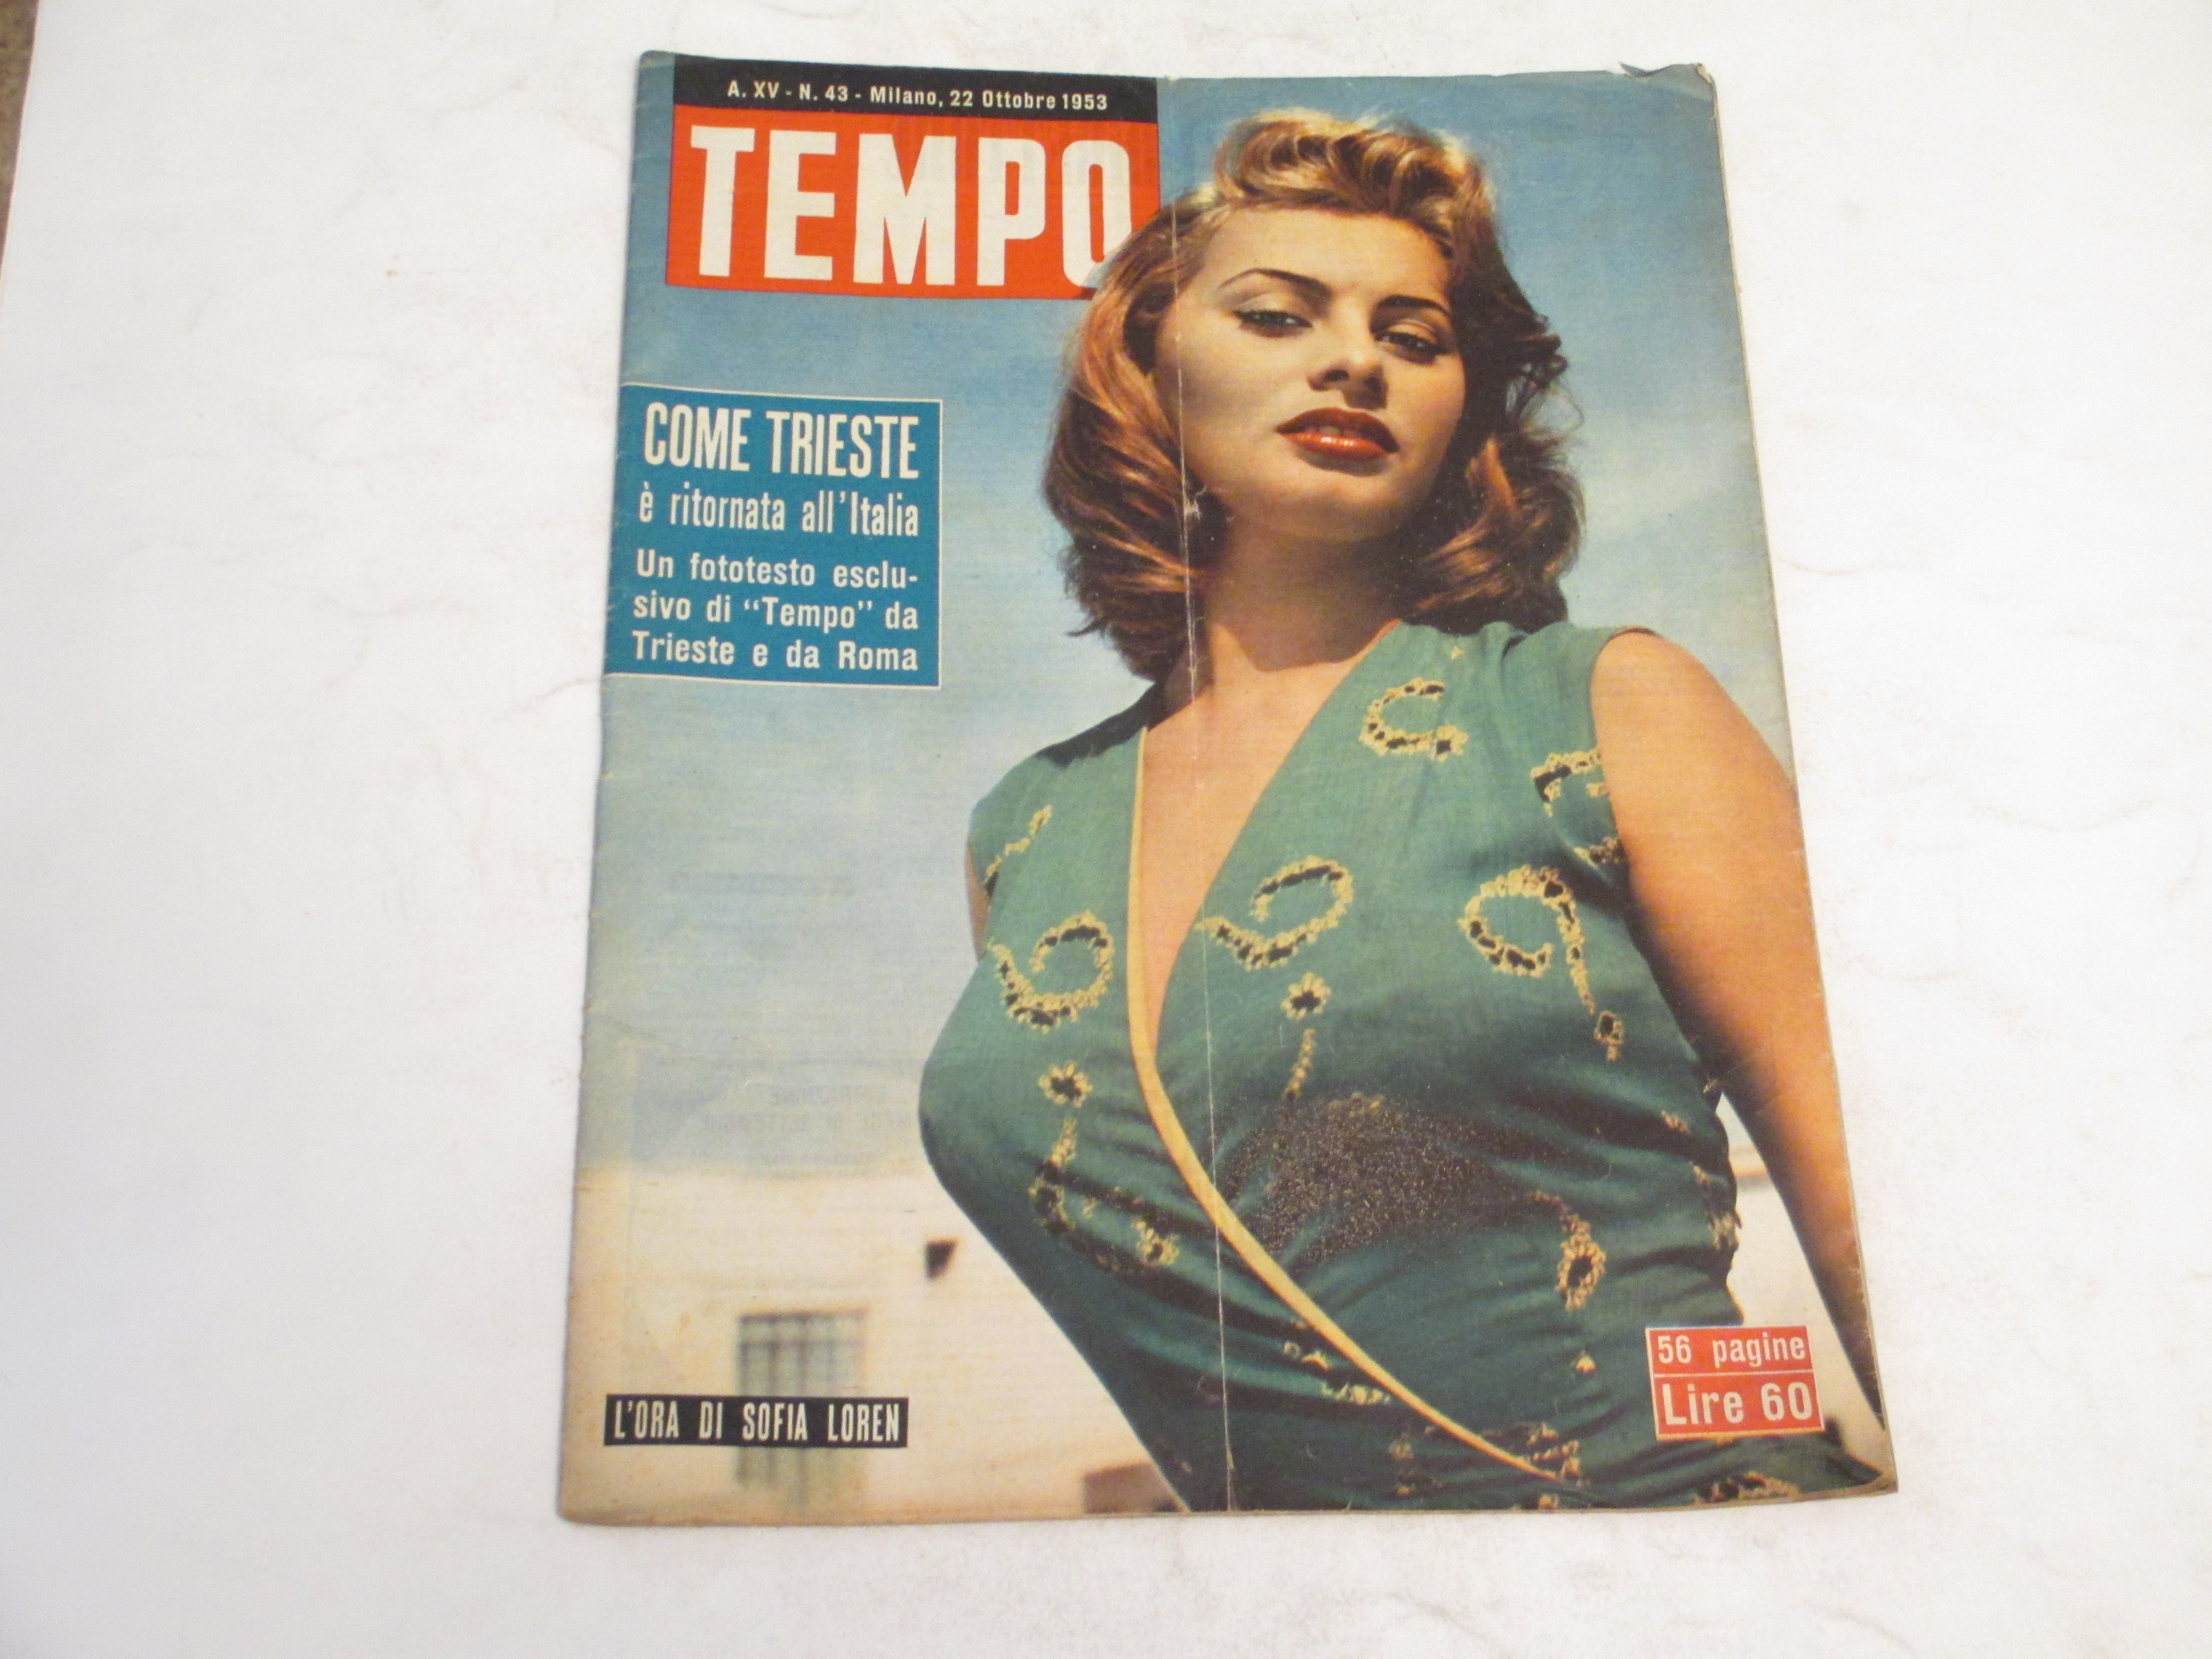 A. XV - N. 43 - Milano, 22 Ottobre 1953
TEMPO
COME TRIESTE
è ritornata all'Italia
Un fototesto esclu-
sivo di "Tempo" da
Trieste e da Roma
L'ORA DI SOFIA LOREN
56 pagine
Lire 60